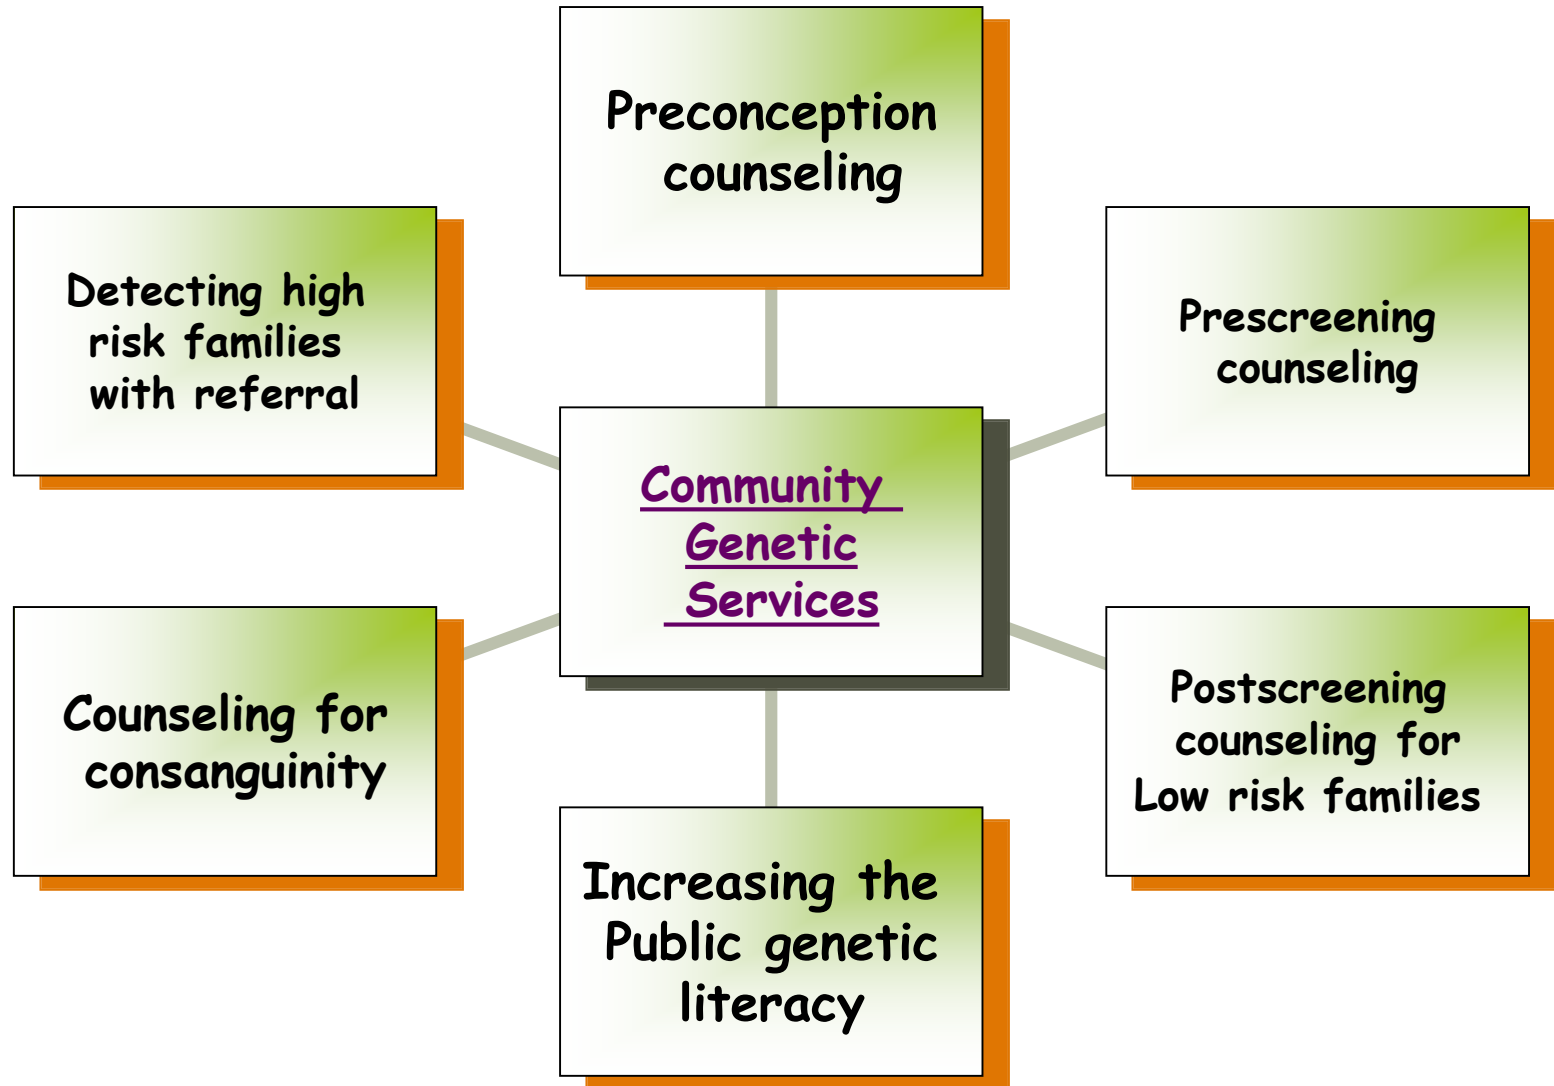 Preconception
counseling
Detecting high
risk families
with referral
Prescreening
counseling
Community
Genetic
Services
Counseling for
consanguinity
Postscreening
counseling for
Low risk families
Increasing the
Public genetic
literacy